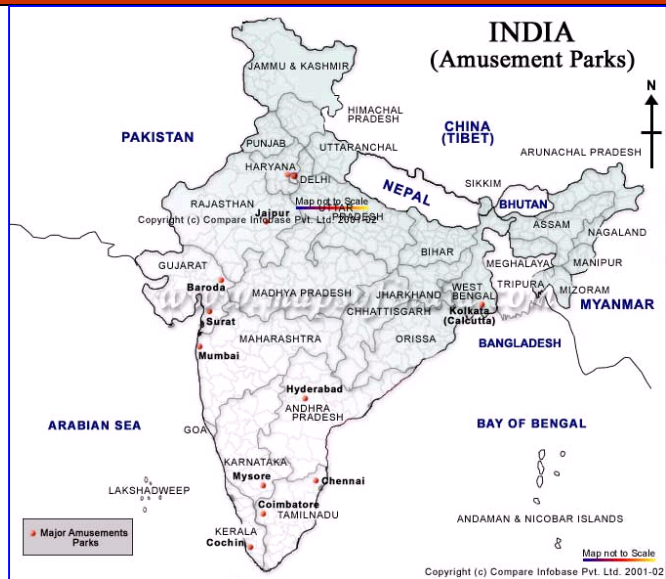 INDIA
(Amusement Parks)
N
JAMMU & KASHMIR
HIMACHAL
PRADESH
PAKISTAN
CHINA
(TIBET)
PUNJAB
UTTARANCHAL
ARUNACHAL PRADESH
HARYANA
DELHI
NEPAL
SIKKIM
BHUTAN
RAJASTHAN
Map not to Scale
UTTAR
PRADESH
Copyright (c) Compare Infobase Pvt. Ltd. 2001-02
Jaipur
ASSAM
NAGALAND
BIHAR
MEGHALAYA
MANIPUR
GUJARAT
TRIPURA
MIZORAM
Baroda
MADHYA PRADESH
JHARKHAND
WEST
BENGAL
MYANMAR
CHHATTISGARH
Kolkata
(Calcutta)
Surat
MAHARASHTRA
ORISSA
BANGLADESH
Mumbai
Hyderabad
ANDHRA
PRADESH
ARABIAN SEA
GOA
BAY OF BENGAL
KARNATAKA
Mysore
Chennai
LAKSHADWEEP
Coimbatore
TAMILNADU
ANDAMAN & NICOBAR ISLANDS
KERALA
Cochin
Major Amusements
Parks
Map not to Scale
Copyright (c) Compare Infobase Pvt. Ltd. 2001-02